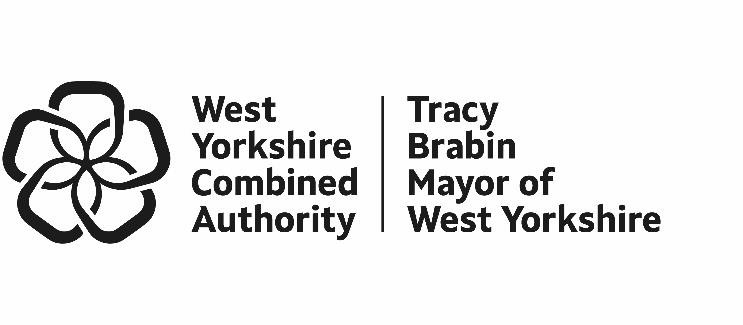 West
Yorkshire
Combined
Authority
Tracy
Brabin
Mayor of
West Yorkshire